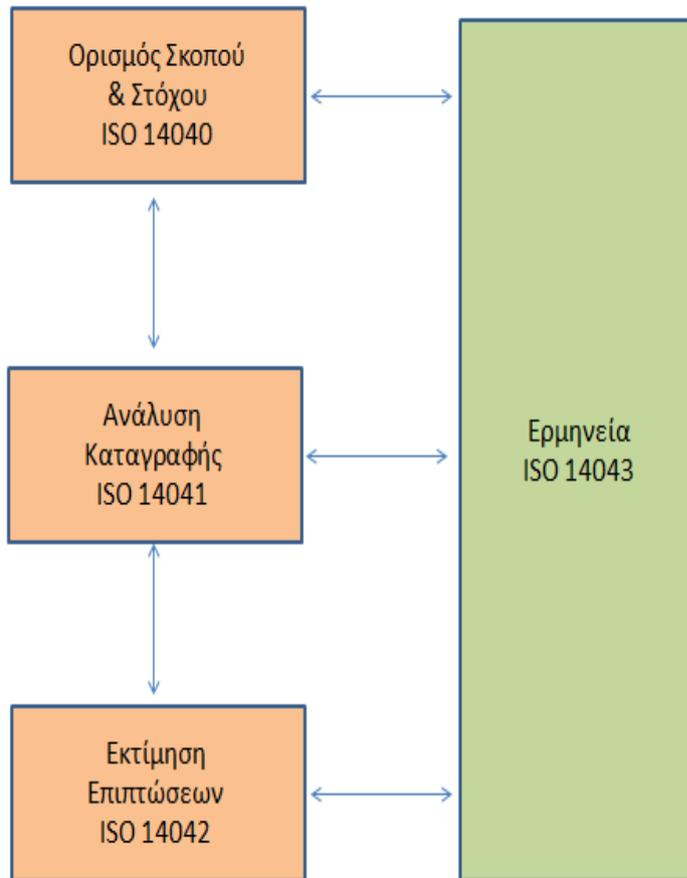 Ορισμός Σκοπού
& Στόχου
ISO 14040
Ανάλυση
Καταγραφής
ISO 14041
Ερμηνεία
ISO 14043
Εκτίμηση
Επιπτώσεων
ISO 14042